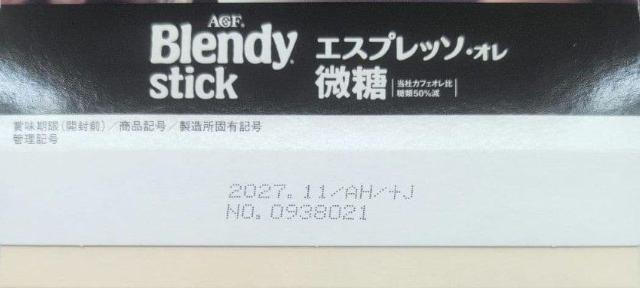 AGF®
Blendy® エスプレッソ・オレ
stick 微糖 当社カフェオレ比
糖類50%減
賞味期限(開封前)/商品記号/製造所固有記号
管理記号
2027. 11/AH/+J
NO. 0938021